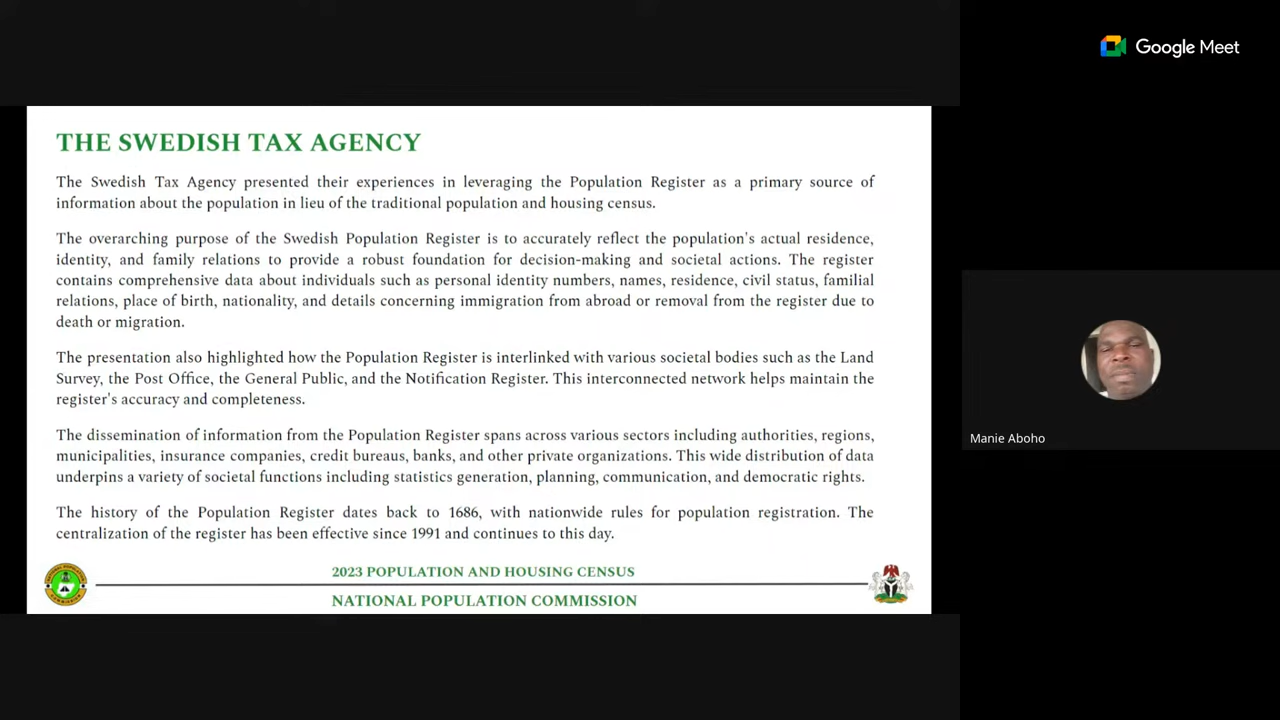 Google Meet
THE SWEDISH TAX AGENCY
The Swedish Tax Agency presented their experiences in leveraging the Population Register as a primary source of
information about the population in lieu of the traditional population and housing census.
The overarching purpose of the Swedish Population Register is to accurately reflect the population's actual residence,
identity, and family relations to provide a robust foundation for decision-making and societal actions. The register
contains comprehensive data about individuals such as personal identity numbers, names, residence, civil status, familial
relations, place of birth, nationality, and details concerning immigration from abroad or removal from the register due to
death or migration.
The presentation also highlighted how the Population Register is interlinked with various societal bodies such as the Land
Survey, the Post Office, the General Public, and the Notification Register. This interconnected network helps maintain the
register's accuracy and completeness.
The dissemination of information from the Population Register spans across various sectors including authorities, regions,
municipalities, insurance companies, credit bureaus, banks, and other private organizations. This wide distribution of data
underpins a variety of societal functions including statistics generation, planning, communication, and democratic rights.
The history of the Population Register dates back to 1686, with nationwide rules for population registration. The
centralization of the register has been effective since 1991 and continues to this day.
2023 POPULATION AND HOUSING CENSUS
NATIONAL POPULATION COMMISSION
Manie Aboho